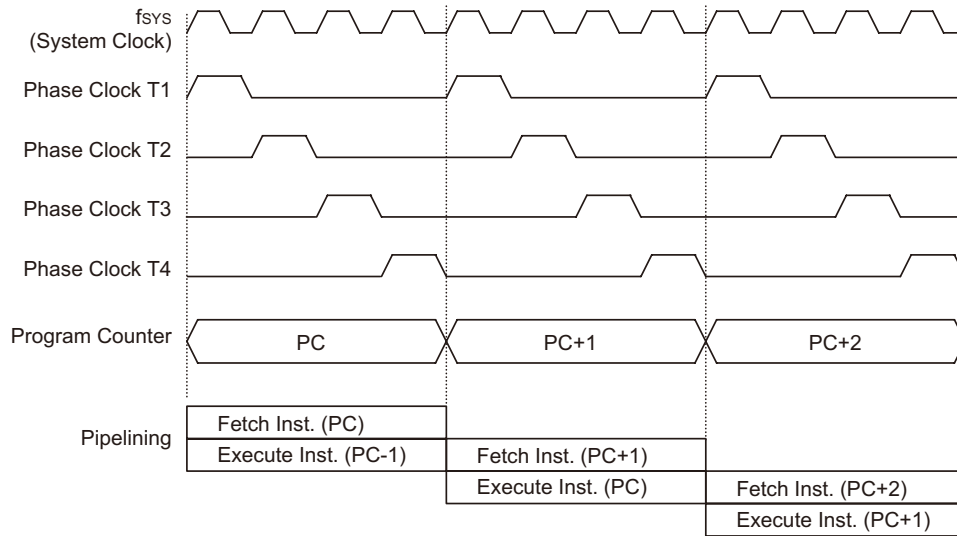 fSYS
(System Clock)
Phase Clock T1
Phase Clock T2
Phase Clock T3
Phase Clock T4
Program Counter
PC
PC+1
PC+2
Pipelining
Fetch Inst. (PC)
Execute Inst. (PC-1)
Fetch Inst. (PC+1)
Execute Inst. (PC)
Fetch Inst. (PC+2)
Execute Inst. (PC+1)